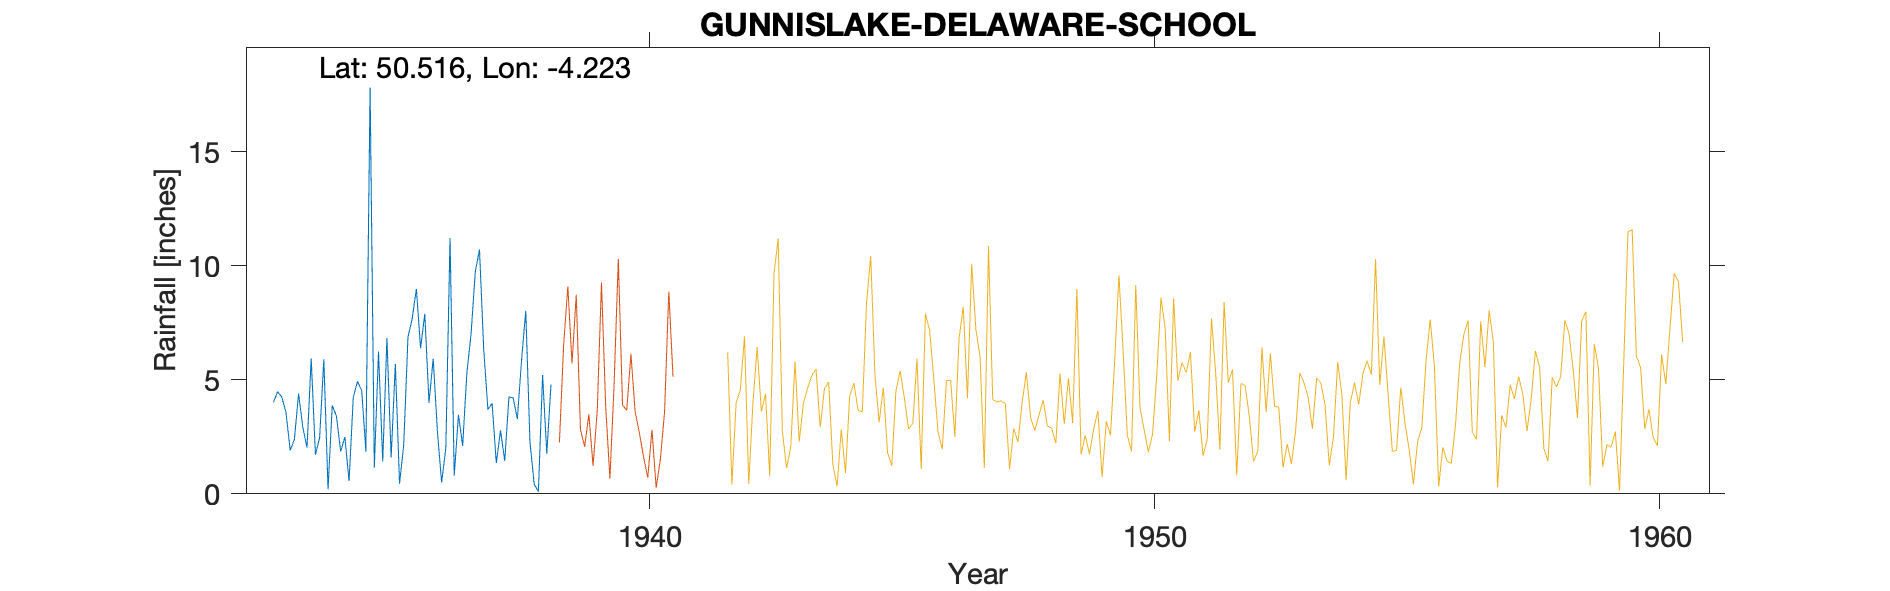 GUNNISLAKE-DELAWARE-SCHOOL
Lat: 50.516, Lon: -4.223
15
10
5
0
Rainfall [inches]
1940
1950
1960
Year